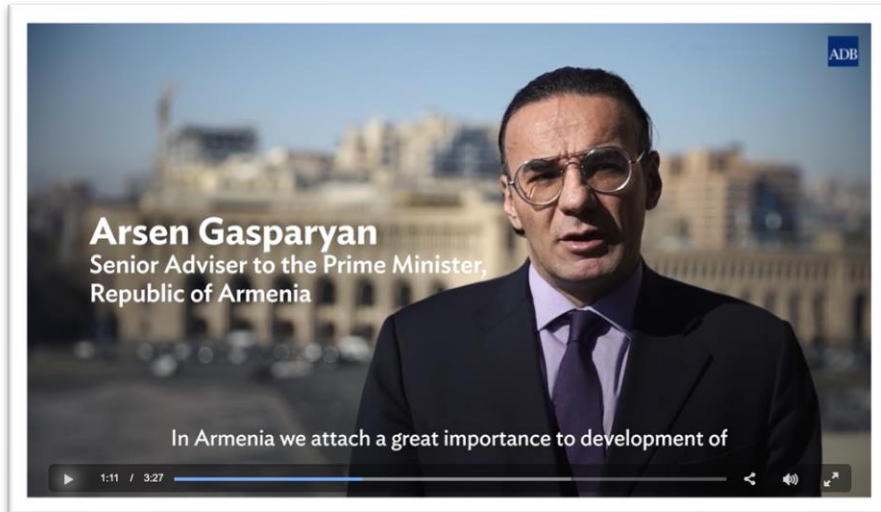 ADB
Arsen Gasparyan
Senior Adviser to the Prime Minister,
Republic of Armenia
In Armenia we attach a great importance to development of
1:11 / 3:27